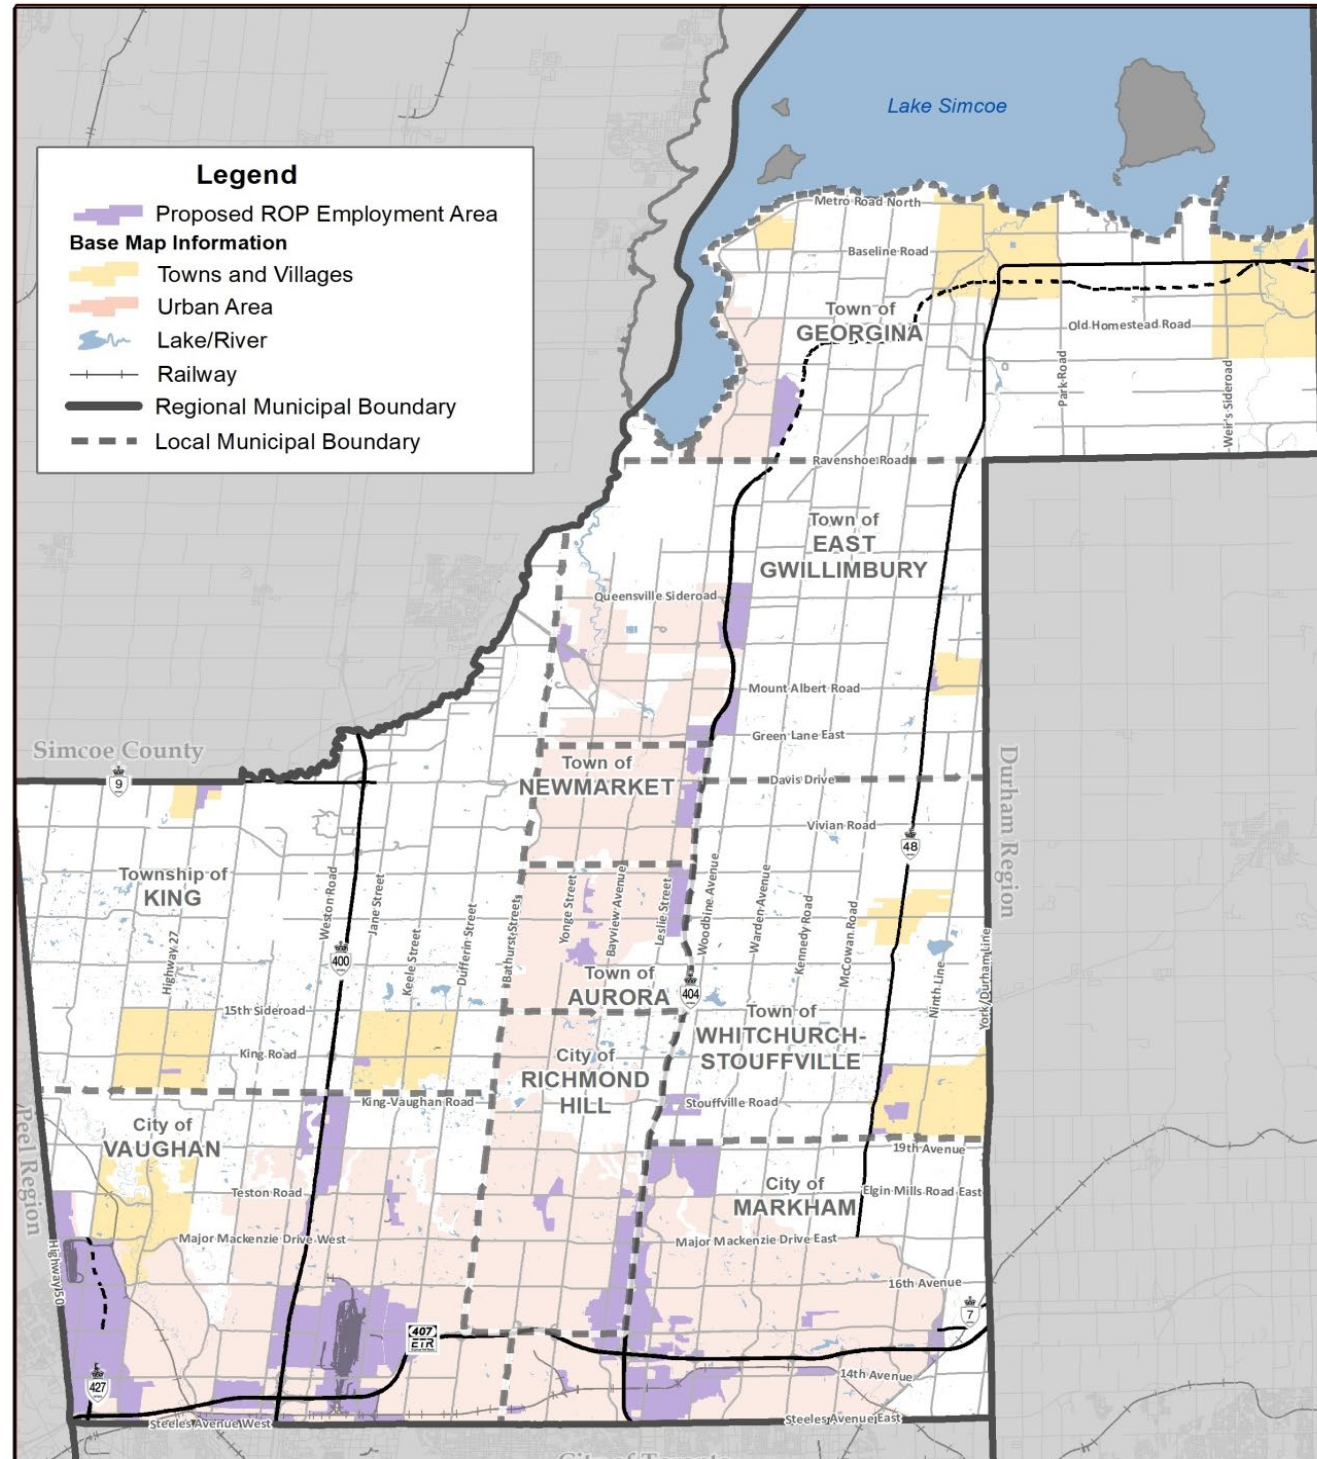 Lake Simcoe
Legend
Proposed ROP Employment Area
Base Map Information
Towns and Villages
Urban Area
Lake/River
Railway
Regional Municipal Boundary
Local Municipal Boundary
Metro Road North
Baseline Road
Town of
GEORGINA
Old Homestead Road
Park Road
Weir's Sideroad
Ravenshoe Road
Town of
EAST
GWILLIMBURY
Queensville Sideroad
Mount Albert Road
Green Lane East
Simcoe County
9
Town of
NEWMARKET
Davis Drive
Durham Region
Vivian Road
48
Township of
KING
Highway 27
Weston Road
Jane Street
400
Keele Street
Dufferin Street
Bathurst Street
Yonge Street
Bayview Avenue
Leslie Street
Woodbine Avenue
Warden Avenue
Kennedy Road
McCowan Road
Ninth Line
York/Durham Line
Town of
AURORA
404
15th Sideroad
King Road
Town of
WHITCHURCH-
STOUFFVILLE
City of
RICHMOND
HILL
King-Vaughan Road
Stouffville Road
City of
VAUGHAN
Peel Region
19th Avenue
Teston Road
City of
MARKHAM
Elgin Mills Road East
Major Mackenzie Drive West
Major Mackenzie Drive East
Highway 50
16th Avenue
7
407
ETR
427
14th Avenue
Steeles Avenue West
Steeles Avenue East
City of Toronto